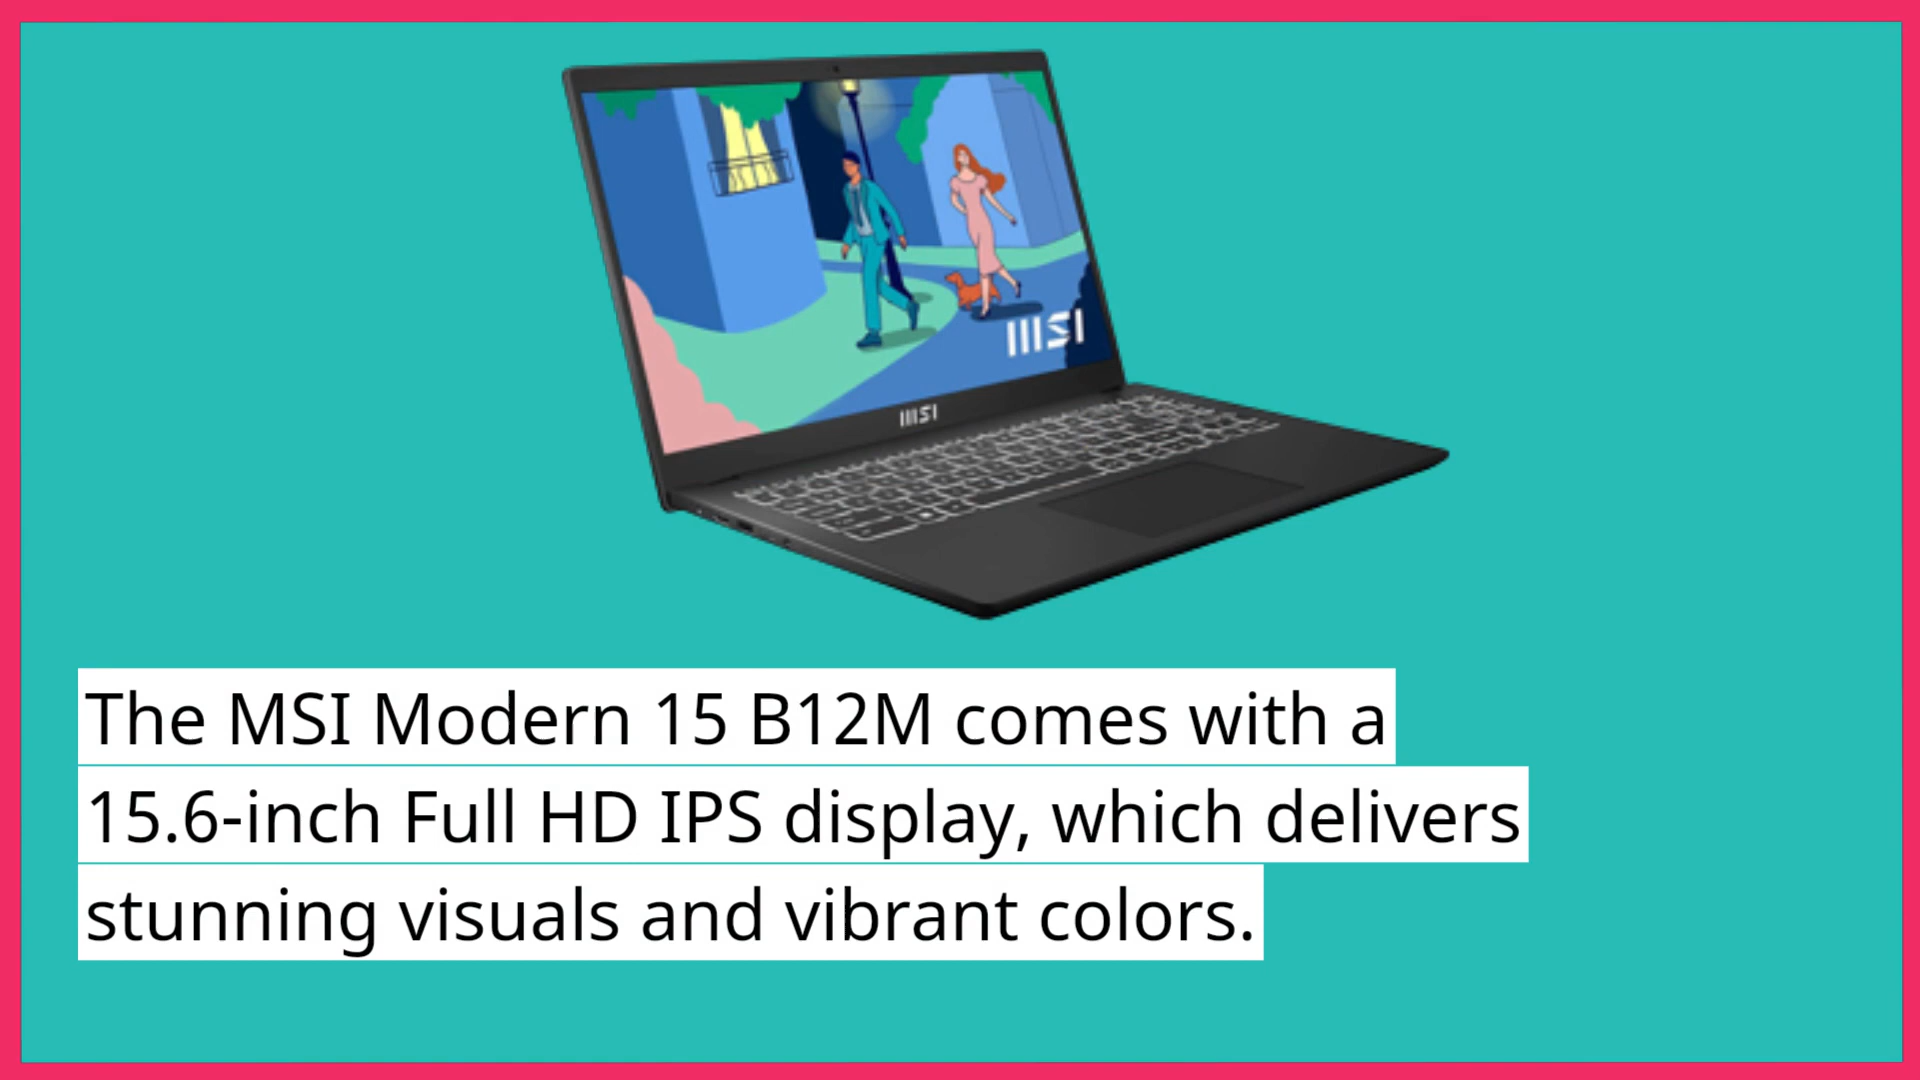 msi
msi
The MSI Modern 15 B12M comes with a
15.6-inch Full HD IPS display, which delivers
stunning visuals and vibrant colors.